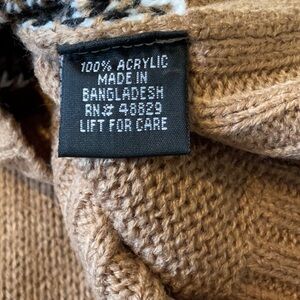 100% ACRYLIC
MADE IN
BANGLADESH
RN# 48829
LIFT FOR CARE